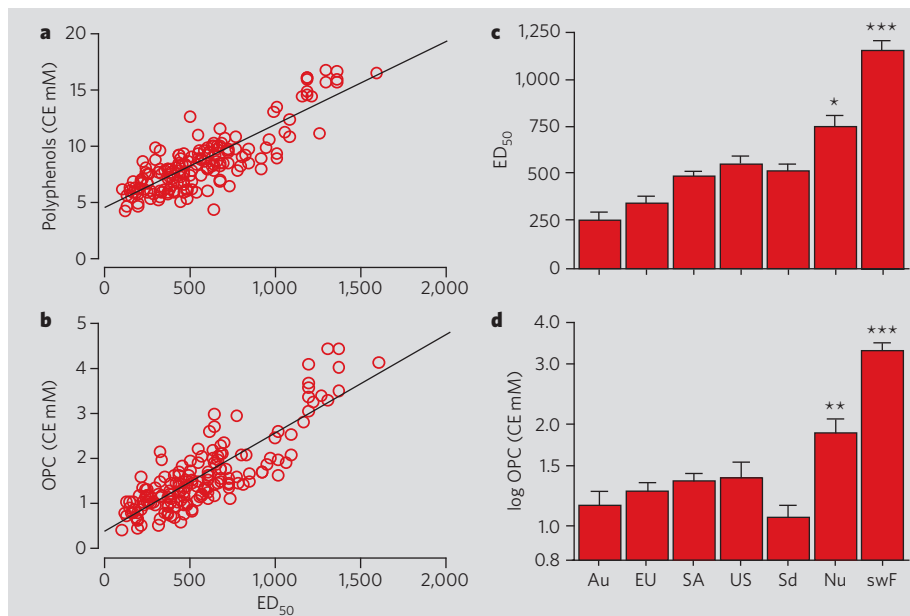 a
Polyphenols (CE mM)
20
15
10
5
0
0 500 1,000 1,500 2,000
b
OPC (CE mM)
5
4
3
2
1
0
0 500 1,000 1,500 2,000
ED50
c
ED50
1,250
1,000
750
500
250
0
*
***
d
log OPC (CE mM)
4.0
3.0
2.0
1.5
1.0
0.8
**
***
Au EU SA US Sd Nu swF